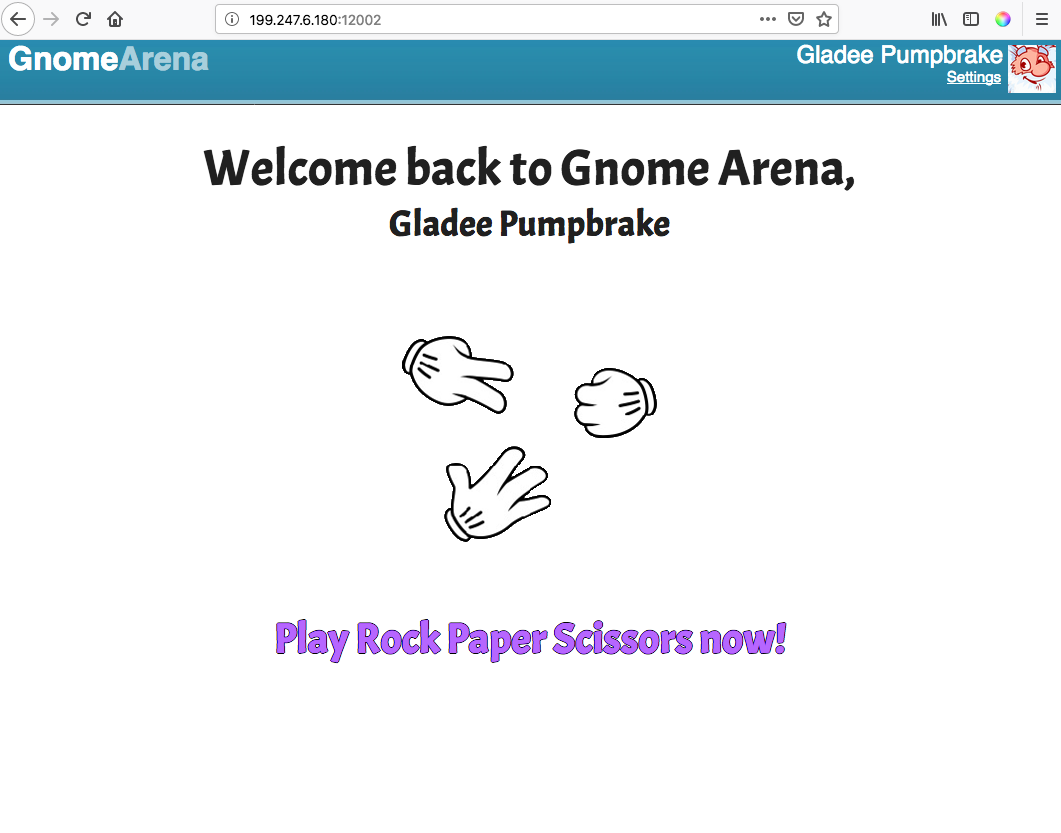 199.247.6.180:12002
GnomeArena
Gladee Pumpbrake
Settings
Welcome back to Gnome Arena,
Gladee Pumpbrake
Play Rock Paper Scissors now!